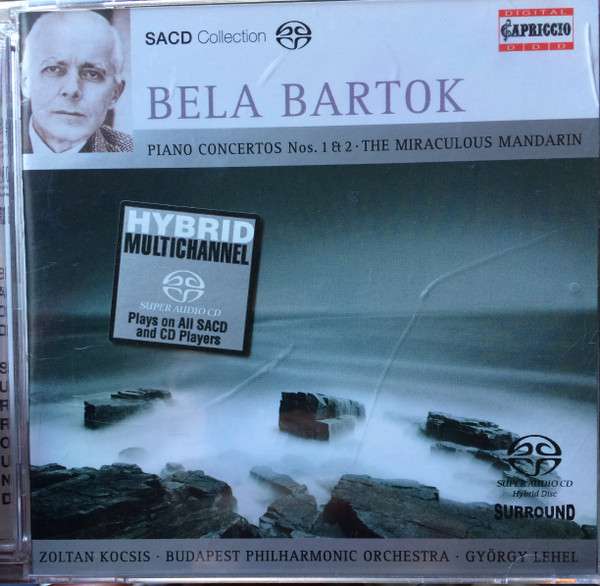 SACD Collection
DIGITAL
CAPRICCIO
D D D
BELA BARTOK
PIANO CONCERTOS Nos. 1 & 2 · THE MIRACULOUS MANDARIN
HYBRID
MULTICHANNEL
SUPER AUDIO CD
Plays on All SACD
and CD Players
SUPER AUDIO CD
Hybrid Disc
SURROUND
ZOLTAN KOCSIS · BUDAPEST PHILHARMONIC ORCHESTRA · GYÖRGY LEHEL
SURROUND